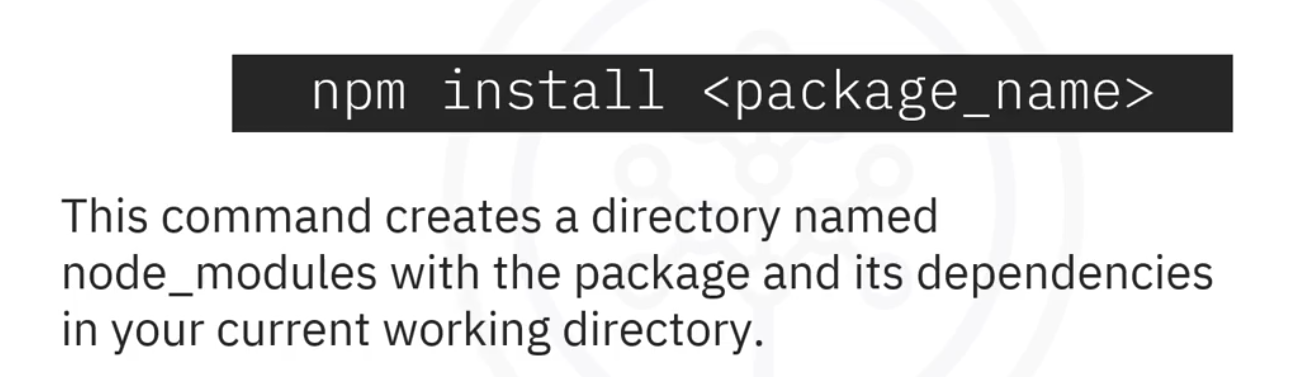 npm install <package_name>
This command creates a directory named
node_modules with the package and its dependencies
in your current working directory.